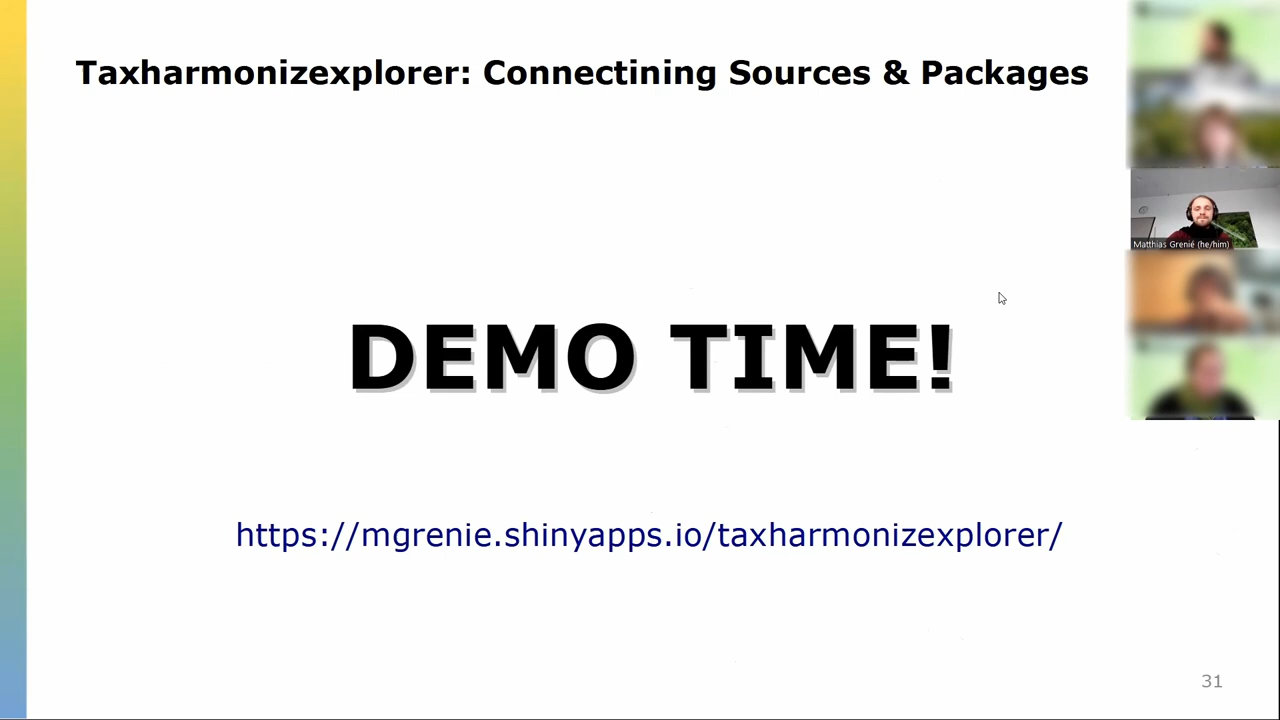 Taxharmonizexplorer: Connectining Sources & Packages
Matthias Grenié (he/him)
DEMO TIME!
https://mgrenie.shinyapps.io/taxharmonizexplorer/
31